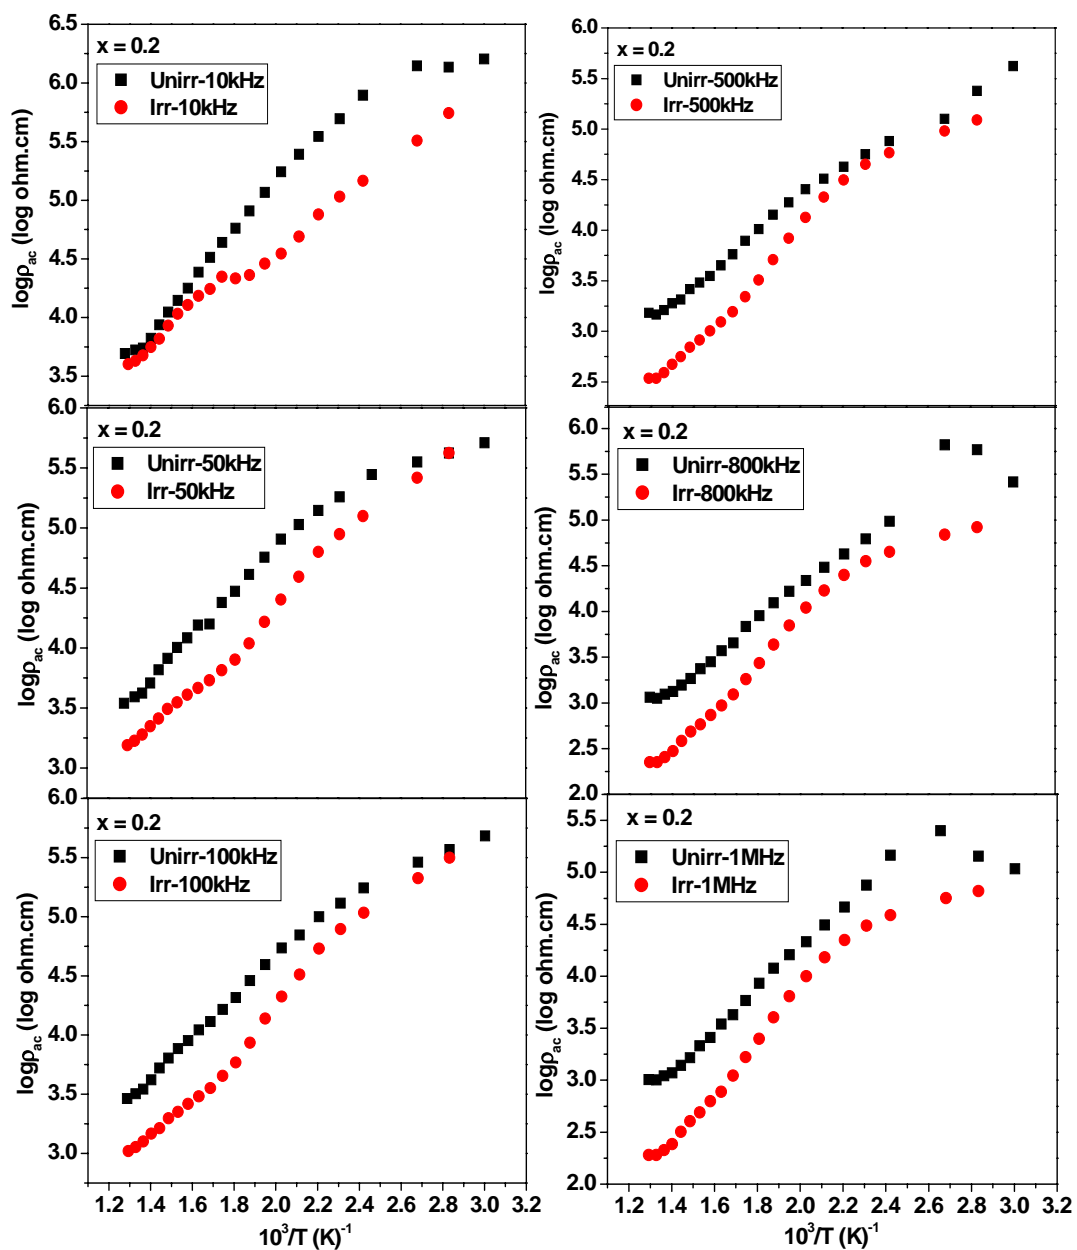 x = 0.2
Unirr-10kHz
Irr-10kHz
6.5
6.0
5.5
5.0
4.5
4.0
3.5
logρac (log ohm.cm)
x = 0.2
Unirr-50kHz
Irr-50kHz
6.0
5.5
5.0
4.5
4.0
3.5
3.0
logρac (log ohm.cm)
x = 0.2
Unirr-100kHz
Irr-100kHz
6.0
5.5
5.0
4.5
4.0
3.5
3.0
logρac (log ohm.cm)
1.2 1.4 1.6 1.8 2.0 2.2 2.4 2.6 2.8 3.0 3.2
10³/T (K)⁻¹
x = 0.2
Unirr-500kHz
Irr-500kHz
6.0
5.5
5.0
4.5
4.0
3.5
3.0
2.5
logρac (log ohm.cm)
x = 0.2
Unirr-800kHz
Irr-800kHz
6.0
5.5
5.0
4.5
4.0
3.5
3.0
2.5
2.0
logρac (log ohm.cm)
x = 0.2
Unirr-1MHz
Irr-1MHz
5.5
5.0
4.5
4.0
3.5
3.0
2.5
2.0
logρac (log ohm.cm)
1.2 1.4 1.6 1.8 2.0 2.2 2.4 2.6 2.8 3.0 3.2
10³/T (K)⁻¹